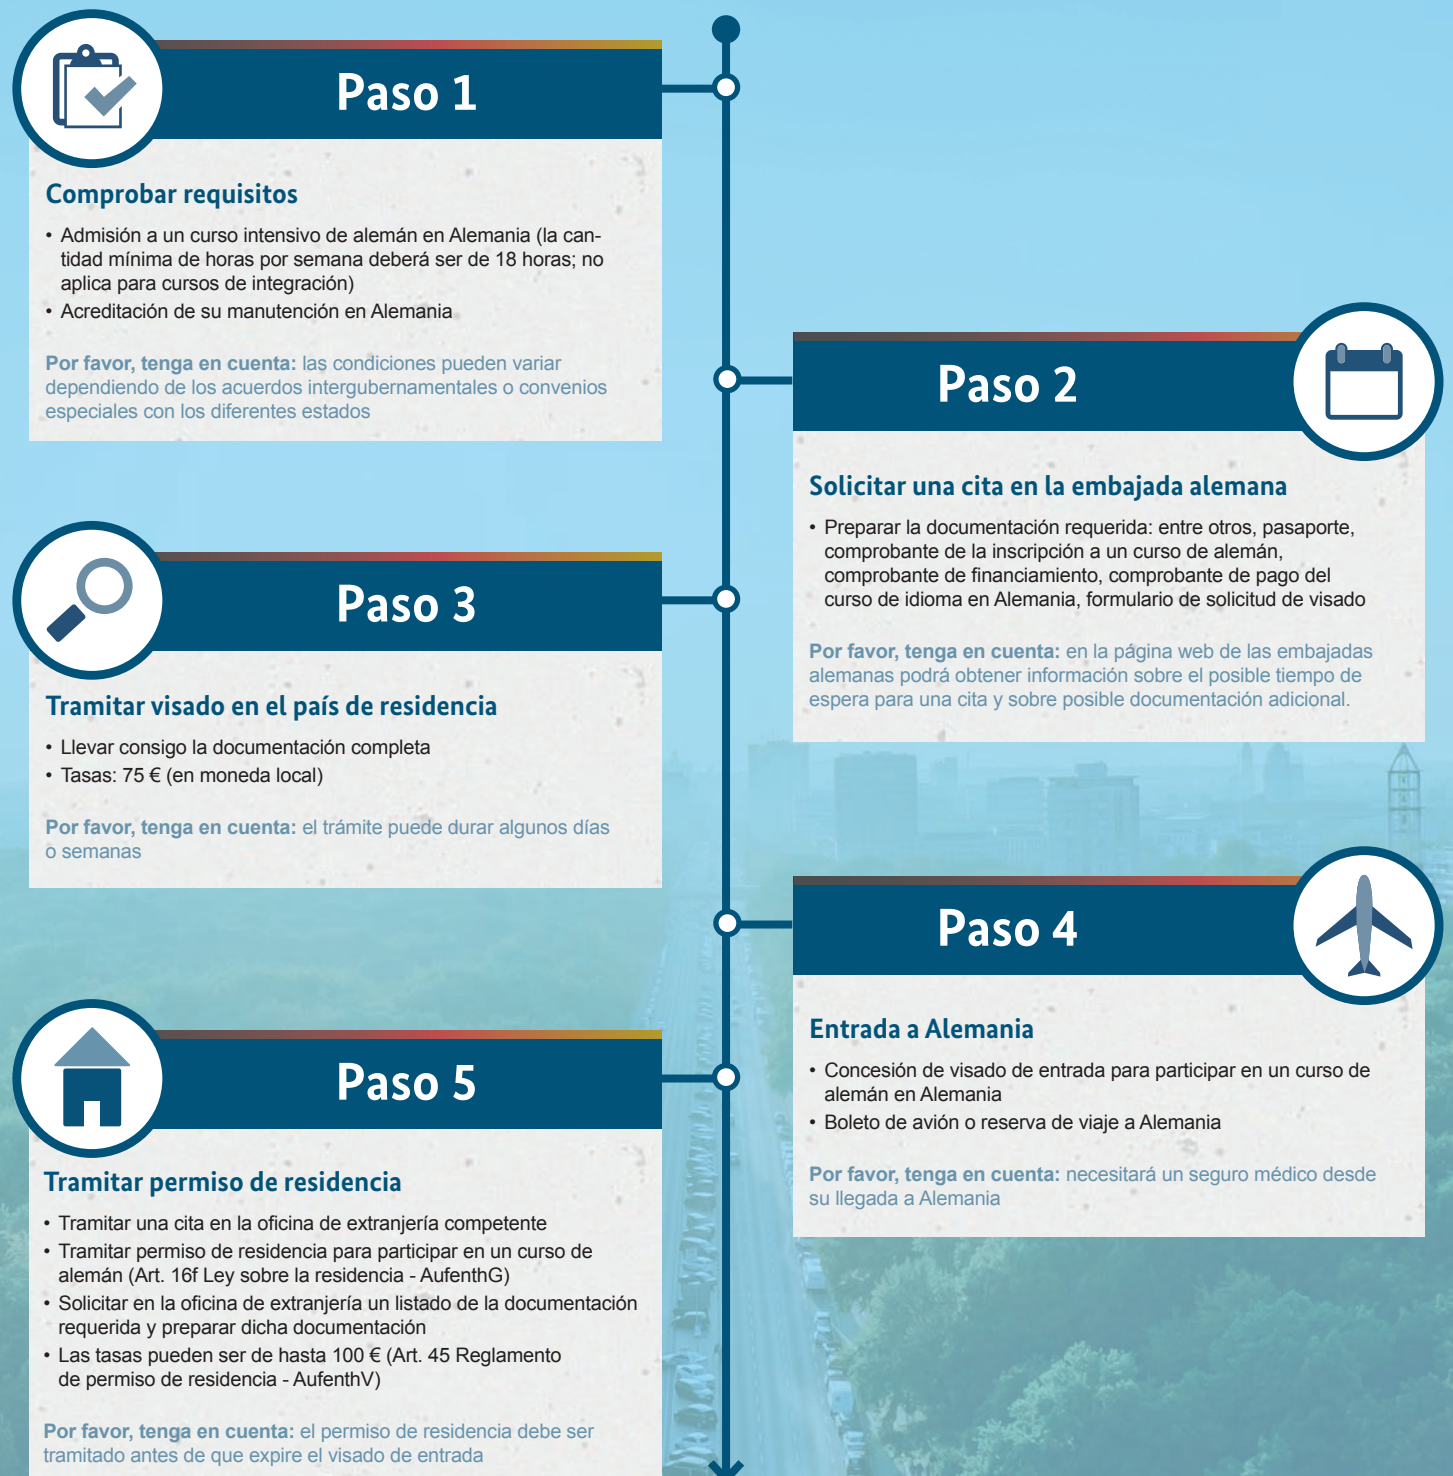 Paso 1
Comprobar requisitos
• Admisión a un curso intensivo de alemán en Alemania (la can-
tidad mínima de horas por semana deberá ser de 18 horas; no
aplica para cursos de integración)
• Acreditación de su manutención en Alemania
Por favor, tenga en cuenta: las condiciones pueden variar
dependiendo de los acuerdos intergubernamentales o convenios
especiales con los diferentes estados
Paso 2
Solicitar una cita en la embajada alemana
• Preparar la documentación requerida: entre otros, pasaporte,
comprobante de la inscripción a un curso de alemán,
comprobante de financiamiento, comprobante de pago del
curso de idioma en Alemania, formulario de solicitud de visado
Por favor, tenga en cuenta: en la página web de las embajadas
alemanas podrá obtener información sobre el posible tiempo de
espera para una cita y sobre posible documentación adicional.
Paso 3
Tramitar visado en el país de residencia
• Llevar consigo la documentación completa
• Tasas: 75 € (en moneda local)
Por favor, tenga en cuenta: el trámite puede durar algunos días
o semanas
Paso 4
Entrada a Alemania
• Concesión de visado de entrada para participar en un curso de
alemán en Alemania
• Boleto de avión o reserva de viaje a Alemania
Por favor, tenga en cuenta: necesitará un seguro médico desde
su llegada a Alemania
Paso 5
Tramitar permiso de residencia
• Tramitar una cita en la oficina de extranjería competente
• Tramitar permiso de residencia para participar en un curso de
alemán (Art. 16f Ley sobre la residencia - AufenthG)
• Solicitar en la oficina de extranjería un listado de la documentación
requerida y preparar dicha documentación
• Las tasas pueden ser de hasta 100 € (Art. 45 Reglamento
de permiso de residencia - AufenthV)
Por favor, tenga en cuenta: el permiso de residencia debe ser
tramitado antes de que expire el visado de entrada